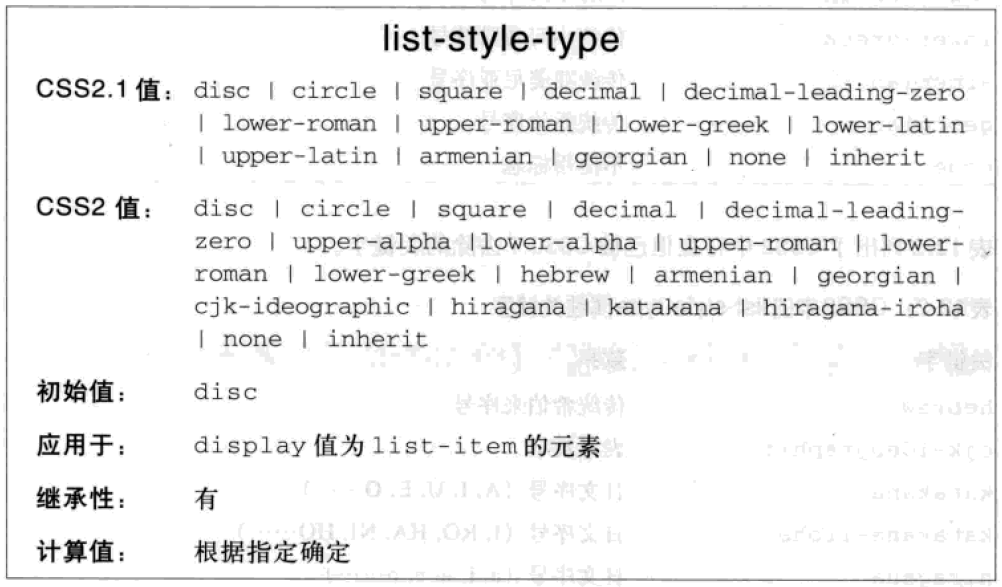 list-style-type
CSS2.1 值: disc | circle | square | decimal | decimal-leading-zero
| lower-roman | upper-roman | lower-greek | lower-latin
| upper-latin | armenian | georgian | none | inherit
CSS2 值: disc | circle | square | decimal | decimal-leading-
zero | upper-alpha |lower-alpha | upper-roman | lower-
roman | lower-greek | hebrew | armenian | georgian |
cjk-ideographic | hiragana | katakana | hiragana-iroha
| none | inherit
初始值: disc
应用于: display 值为 list-item 的元素
继承性: 有
计算值: 根据指定确定